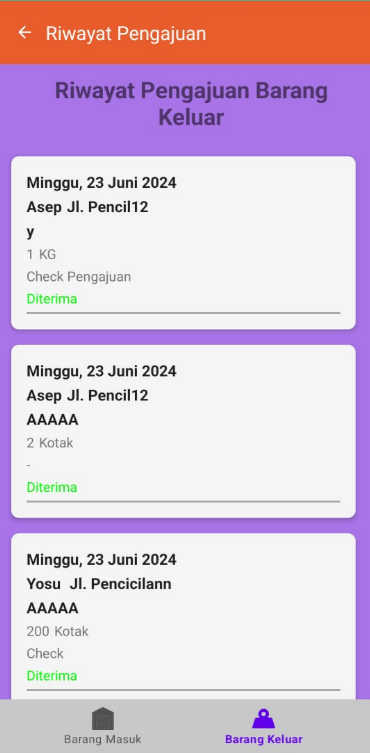 Riwayat Pengajuan
Riwayat Pengajuan Barang
Keluar
Minggu, 23 Juni 2024
Asep Jl. Pencil12
y
1 KG
Check Pengajuan
Diterima
Minggu, 23 Juni 2024
Asep Jl. Pencil12
AAAAA
2 Kotak
-
Diterima
Minggu, 23 Juni 2024
Yosu  Jl. Pencicilann
AAAAA
200 Kotak
Check
Diterima
Barang Masuk
Barang Keluar